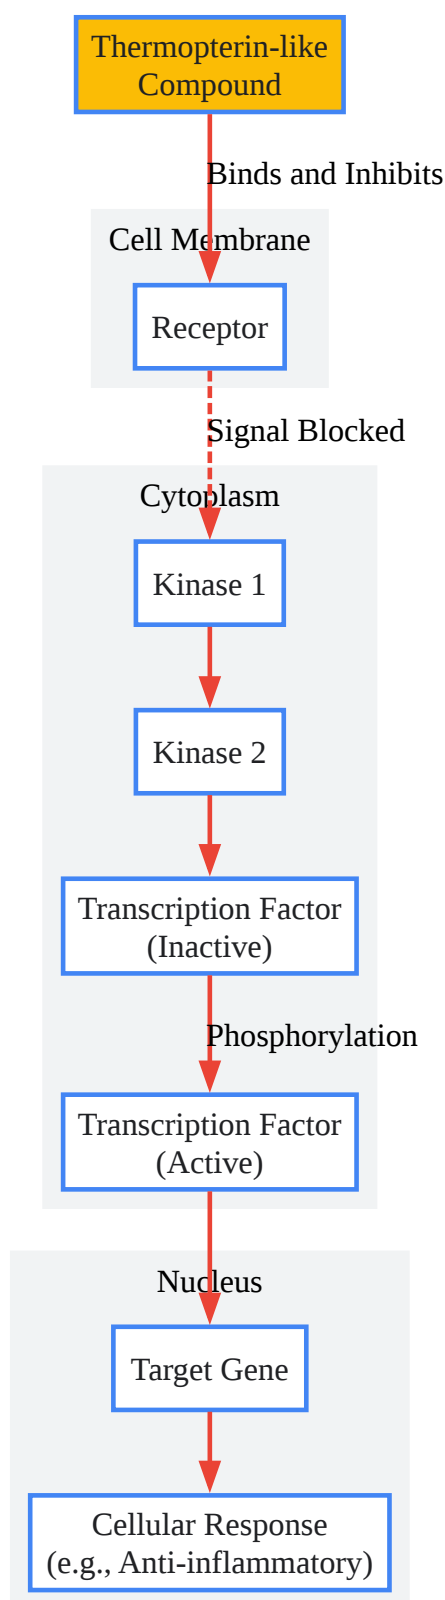 Thermopterin-like
Compound
Binds and Inhibits
Cell Membrane
Receptor
Signal Blocked
Cytoplasm
Kinase 1
Kinase 2
Transcription Factor
(Inactive)
Phosphorylation
Transcription Factor
(Active)
Nucleus
Target Gene
Cellular Response
(e.g., Anti-inflammatory)